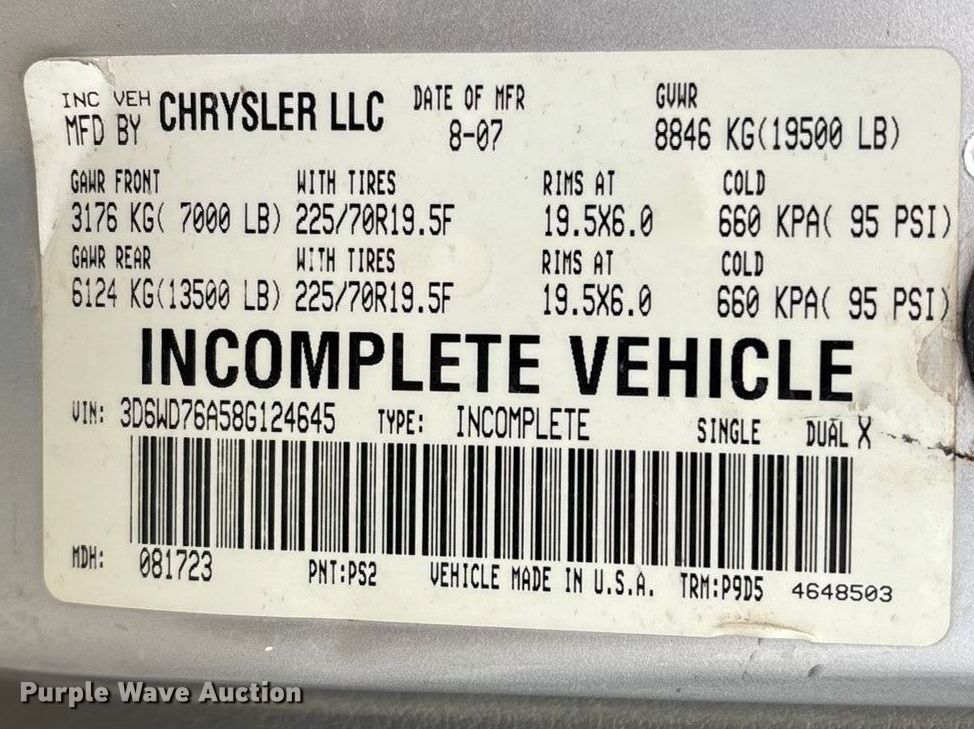 INC VEH MFD BY CHRYSLER LLC DATE OF MFR 8-07 GVWR 8846 KG(19500 LB)
GAWR FRONT WITH TIRES RIMS AT COLD
3176 KG( 7000 LB) 225/70R19.5F 19.5X6.0 660 KPA( 95 PSI)
GAWR REAR WITH TIRES RIMS AT COLD
6124 KG(13500 LB) 225/70R19.5F 19.5X6.0 660 KPA( 95 PSI)
INCOMPLETE VEHICLE
VIN: 3D6WD76A58G124645 TYPE: INCOMPLETE SINGLE DUAL X
MDH: 081723 PNT:PS2 VEHICLE MADE IN U.S.A. TRM:P9D5 4648503
Purple Wave Auction